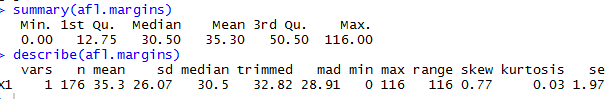 > summary(afl.margins)
Min. 1st Qu. Median Mean 3rd Qu. Max.
0.00 12.75 30.50 35.30 50.50 116.00
> describe(afl.margins)
vars n mean sd median trimmed mad min max range skew kurtosis se
X1 1 176 35.3 26.07 30.5 32.82 28.91 0 116 116 0.77 0.03 1.97